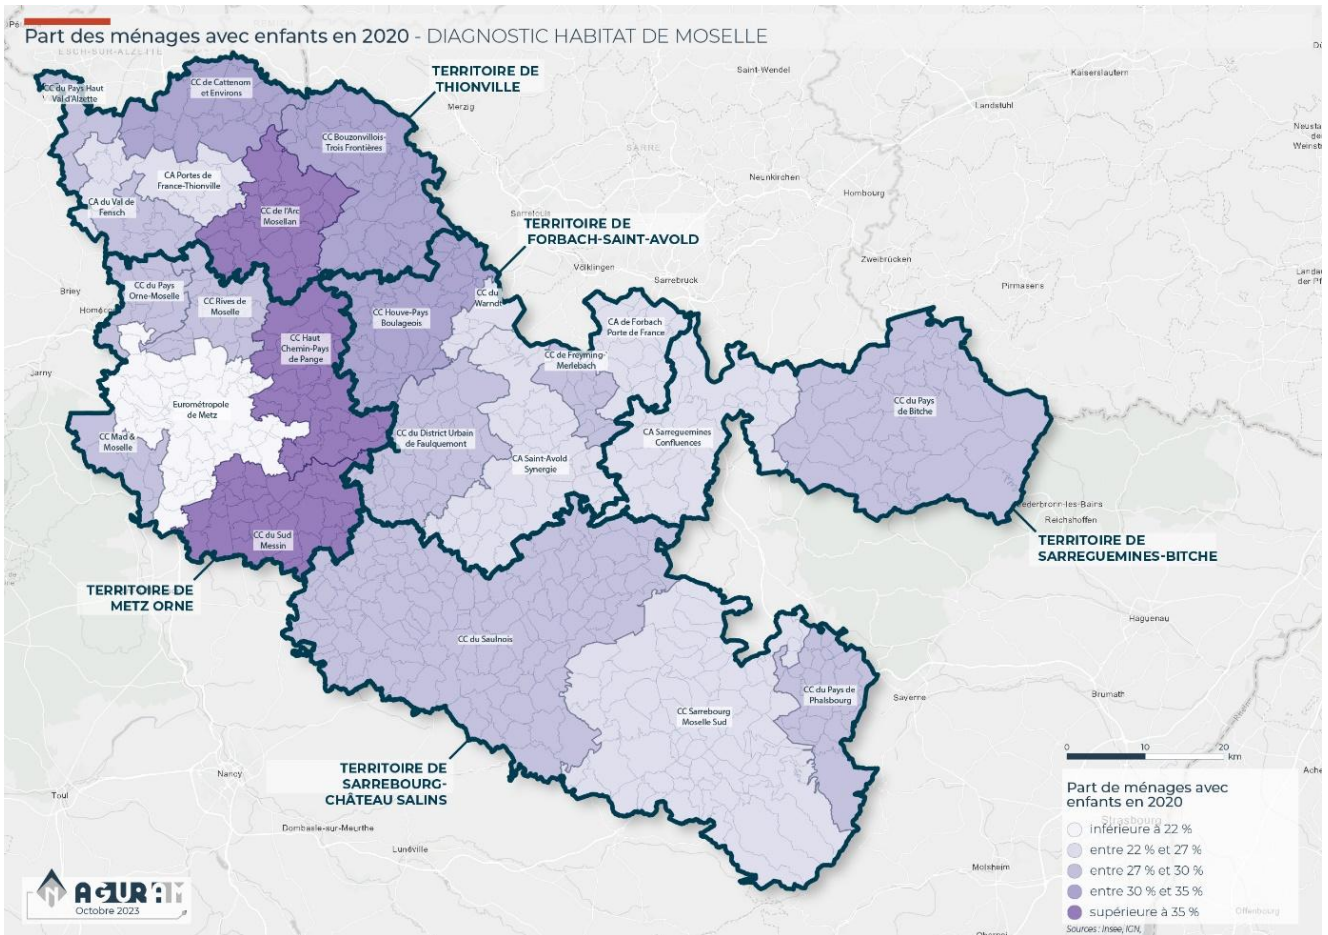 Part des ménages avec enfants en 2020 - DIAGNOSTIC HABITAT DE MOSELLE
ESCH-SUR-ALZETTE
TERRITOIRE DE
THIONVILLE
CC du Pays Haut
Val d'Alzette
CC de Cattenom
et Environs
CC Bouzonvillois-
Trois Frontières
CA Portes de
France-Thionville
CA du Val de
Fensch
CC de l'Arc
Mosellan
Merzig
Saint-Wendel
Kaiserslautern
Landstuhl
SARRE
Neunkirchen
Hombourg
Sarrelouis
TERRITOIRE DE
FORBACH-SAINT-AVOLD
Völklingen
Sarrebruck
Zweibrücken
Pirmasens
Briey
CC du Pays
Orne-Moselle
CC Rives de
Moselle
CC Houve-Pays
Boulageois
CC du
Warndt
CA de Forbach
Porte de France
CC Haut
Chemin-Pays
de Pange
CC de Freyming-
Merlebach
Jarny
Eurométropole
de Metz
CC du Pays
de Bitche
CC Mad &
Moselle
CC du District Urbain
de Faulquemont
CA Sarreguemines
Confluences
CA Saint-Avold
Synergie
CC du Sud
Messin
Reichshoffen
TERRITOIRE DE
SARREGUEMINES-BITCHE
TERRITOIRE DE
METZ ORNE
CC du Saulnois
Haguenau
CC du Pays de
Phalsbourg
Saverne
Brumath
CC Sarrebourg
Moselle Sud
0 10 20
km
Nancy
Toul
TERRITOIRE DE
SARREBOURG-
CHÂTEAU SALINS
Dombasle-sur-Meurthe
Lunéville
Molsheim
Strasbourg
Offenbourg
Part de ménages avec
enfants en 2020
inférieure à 22 %
entre 22 % et 27 %
entre 27 % et 30 %
entre 30 % et 35 %
supérieure à 35 %
Sources : Insee, IGN,
AGURAM
Octobre 2023